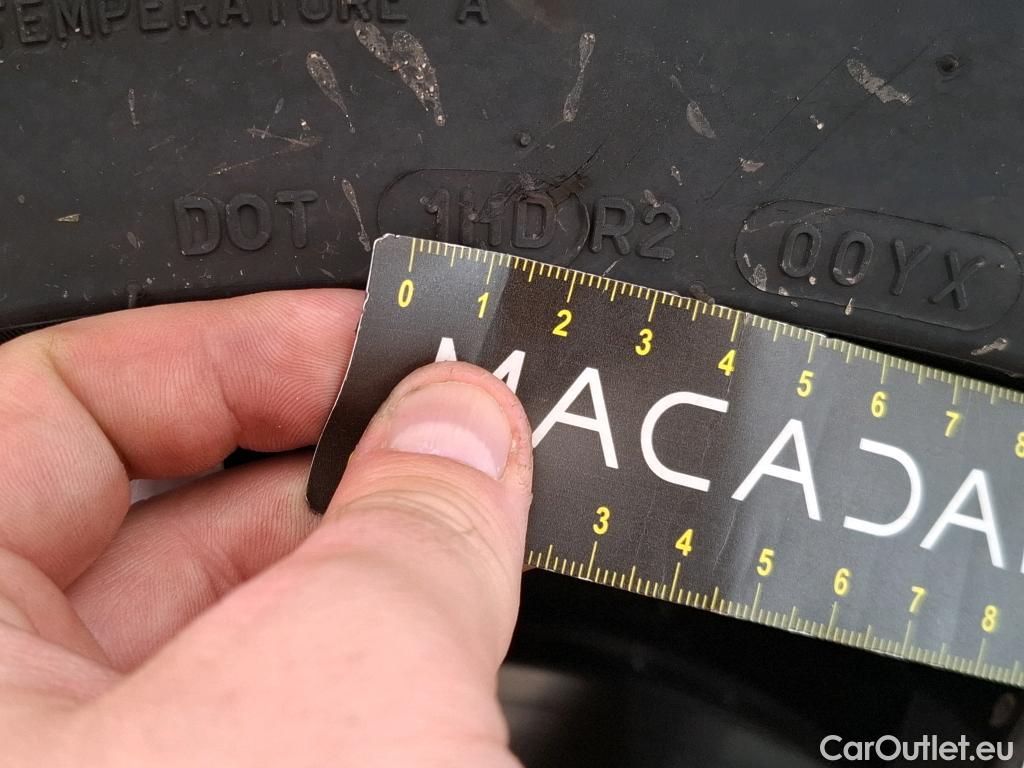 TEMPERATURE A
DOT 1HD R2 00YX
0 1 2 3 4 5 6 7 8
MACADA
3 4 5 6 7 8
CarOutlet.eu